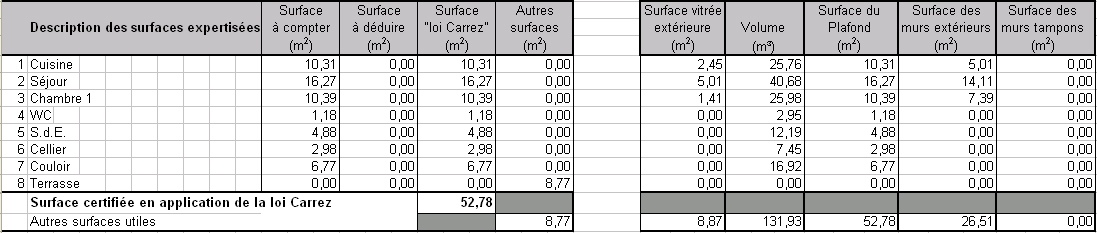 Description des surfaces expertisées Surface à compter (m²) Surface à déduire (m²) Surface "loi Carrez" (m²) Autres surfaces (m²) Surface vitrée extérieure (m²) Volume (m³) Surface du Plafond (m²) Surface des murs extérieurs (m²) Surface des murs tampons (m²)
1 Cuisine 10,31 0,00 10,31 0,00 2,45 25,76 10,31 5,01 0,00
2 Séjour 16,27 0,00 16,27 0,00 5,01 40,68 16,27 14,11 0,00
3 Chambre 1 10,39 0,00 10,39 0,00 1,41 25,98 10,39 7,39 0,00
4 WC 1,18 0,00 1,18 0,00 0,00 2,95 1,18 0,00 0,00
5 S.d.E. 4,88 0,00 4,88 0,00 0,00 12,19 4,88 0,00 0,00
6 Cellier 2,98 0,00 2,98 0,00 0,00 7,45 2,98 0,00 0,00
7 Couloir 6,77 0,00 6,77 0,00 0,00 16,92 6,77 0,00 0,00
8 Terrasse 0,00 0,00 0,00 8,77 0,00 0,00 0,00 0,00 0,00
Surface certifiée en application de la loi Carrez 52,78
Autres surfaces utiles 8,77 8,87 131,93 52,78 26,51 0,00